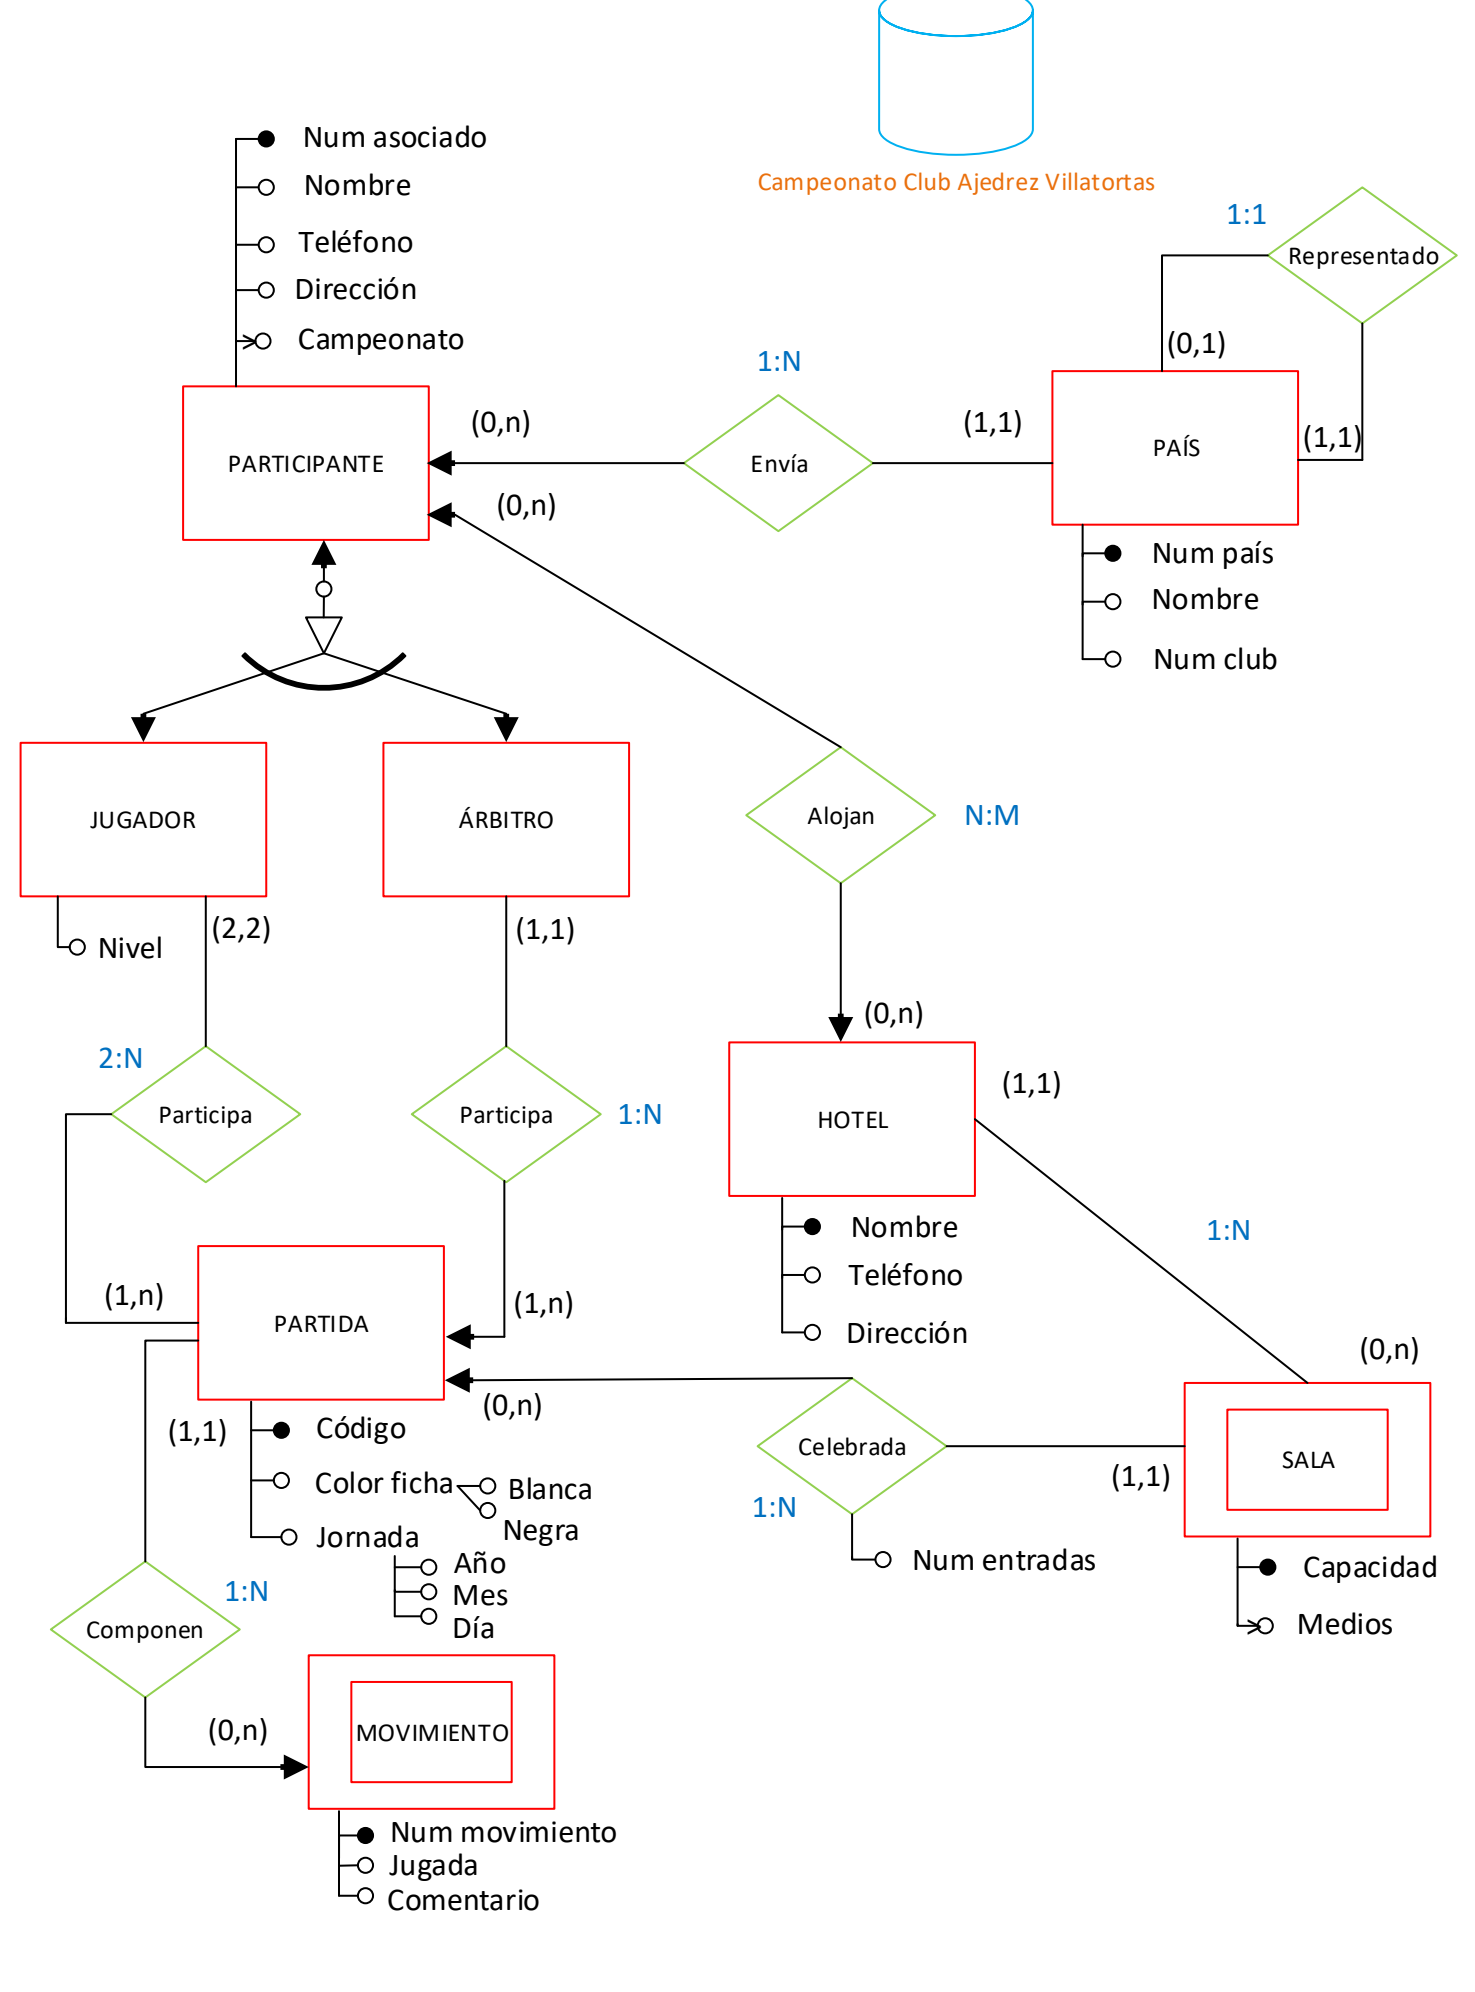 Campeonato Club Ajedrez Villatortas
Num asociado
Nombre
Teléfono
Dirección
Campeonato
1:1
Representado
(0,1)
(1,1)
1:N
(0,n)
(1,1)
PARTICIPANTE
Envía
PAÍS
(0,n)
Num país
Nombre
Num club
JUGADOR
ÁRBITRO
Alojan
N:M
(2,2)
(1,1)
Nivel
(0,n)
2:N
Participa
Participa
1:N
HOTEL
(1,1)
Nombre
Teléfono
Dirección
1:N
(1,n)
(1,n)
PARTIDA
(0,n)
(0,n)
(1,1)
Código
Color ficha
Blanca
Negra
Jornada
Año
Mes
Día
Celebrada
(1,1)
SALA
1:N
Num entradas
Capacidad
Medios
1:N
Componen
(0,n)
MOVIMIENTO
Num movimiento
Jugada
Comentario